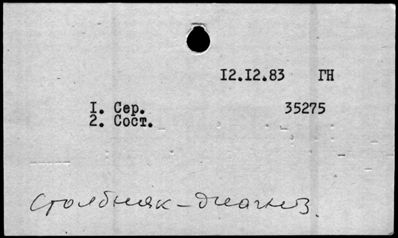 12.12.83 ГН
1. Сер. 35275
2. Сост.
Столбняк – диагноз.